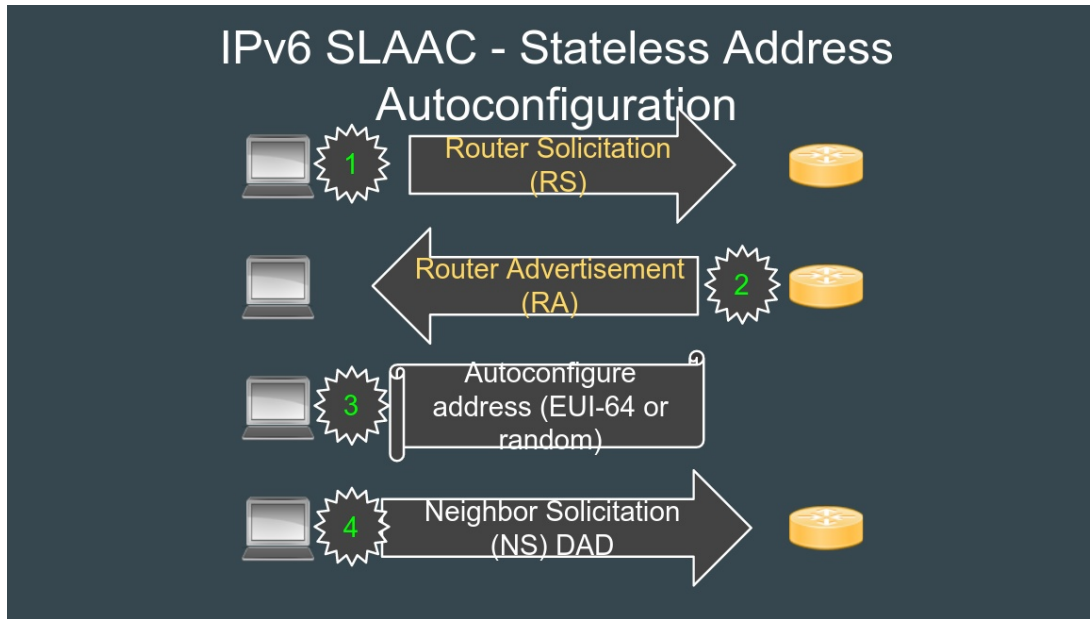 IPv6 SLAAC - Stateless Address
Autoconfiguration
1
Router Solicitation
(RS)
Router Advertisement
(RA)
2
3
Autoconfigure
address (EUI-64 or
random)
4
Neighbor Solicitation
(NS) DAD